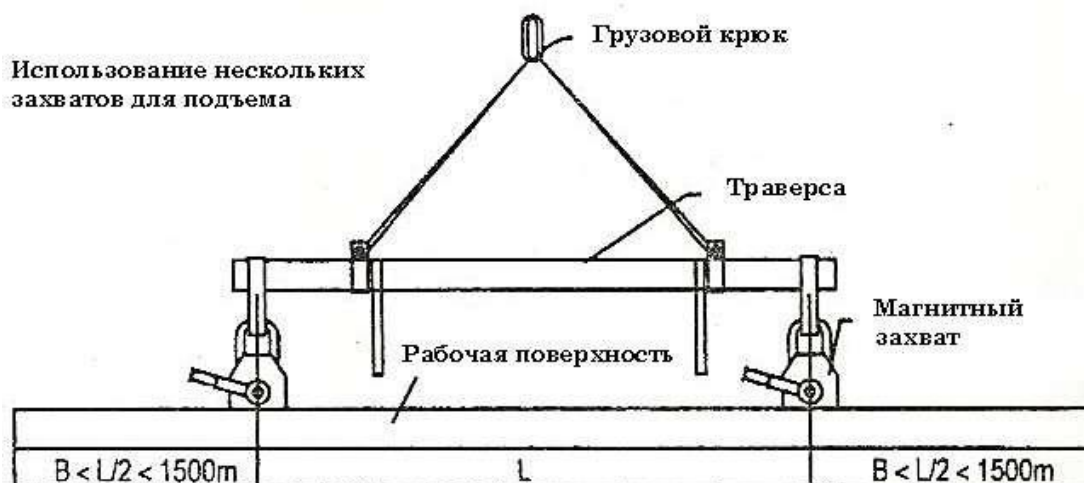 Грузовой крюк
Использование нескольких
захватов для подъема
Траверса
Магнитный
захват
Рабочая поверхность
B < L/2 < 1500m
L
B < L/2 < 1500m